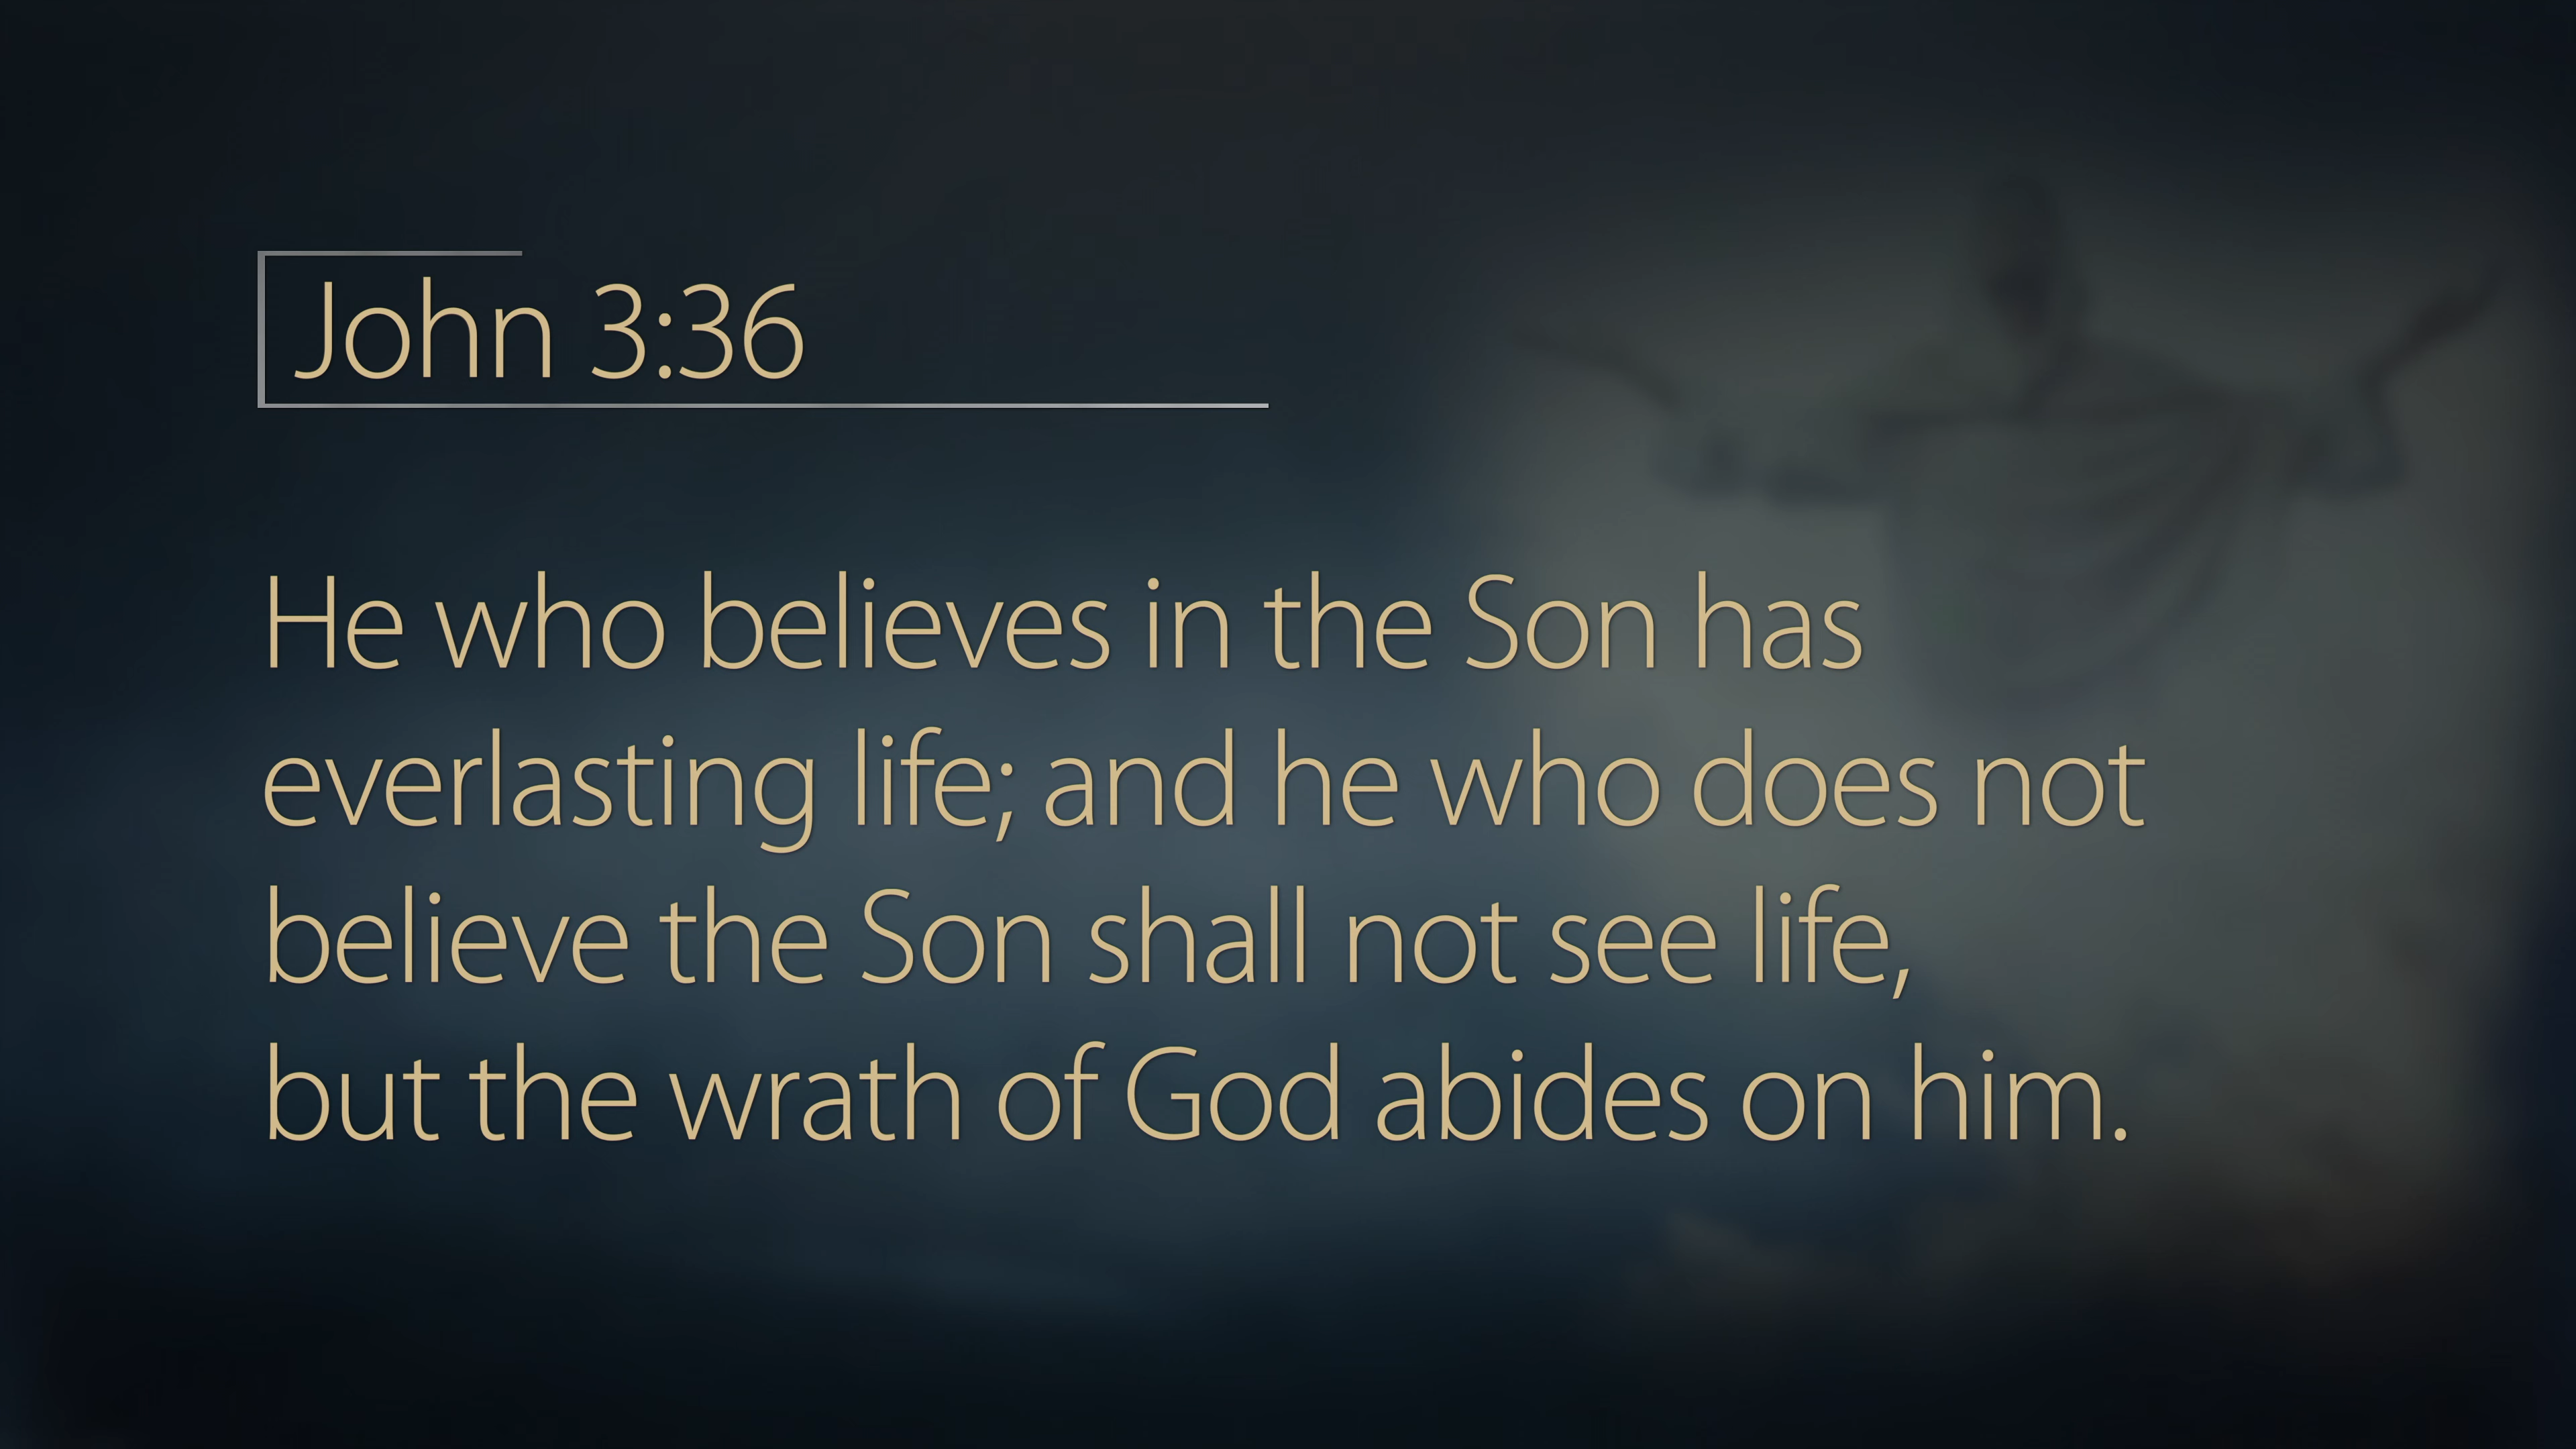 John 3:36
He who believes in the Son has
everlasting life; and he who does not
believe the Son shall not see life,
but the wrath of God abides on him.